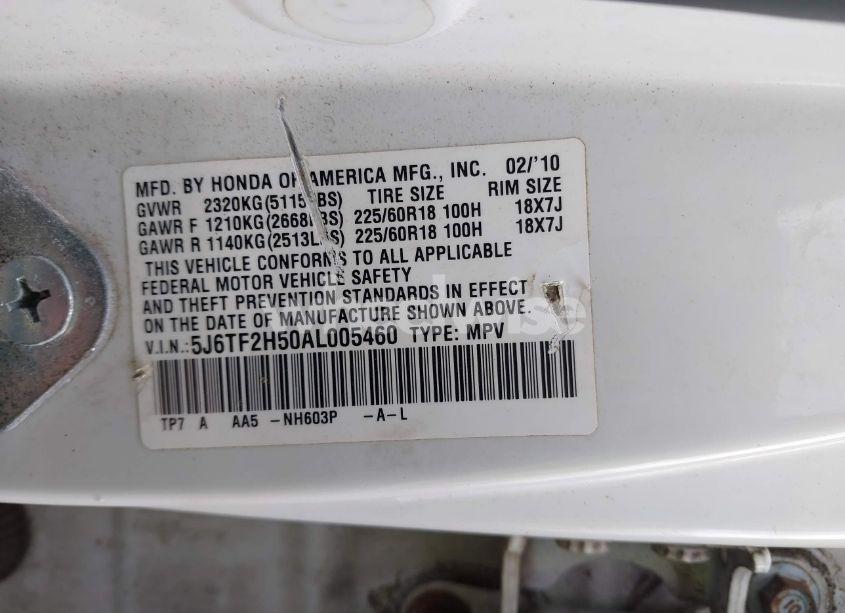 MFD. BY HONDA OF AMERICA MFG., INC. 02/'10
GVWR 2320KG(5115LBS) TIRE SIZE RIM SIZE
GAWR F 1210KG(2668LBS) 225/60R18 100H 18X7J
GAWR R 1140KG(2513LBS) 225/60R18 100H 18X7J
THIS VEHICLE CONFORMS TO ALL APPLICABLE
FEDERAL MOTOR VEHICLE SAFETY
AND THEFT PREVENTION STANDARDS IN EFFECT
ON THE DATE OF MANUFACTURE SHOWN ABOVE.
V.I.N.: 5J6TF2H50AL005460 TYPE: MPV
TP7 A AA5 -NH603P -A-L